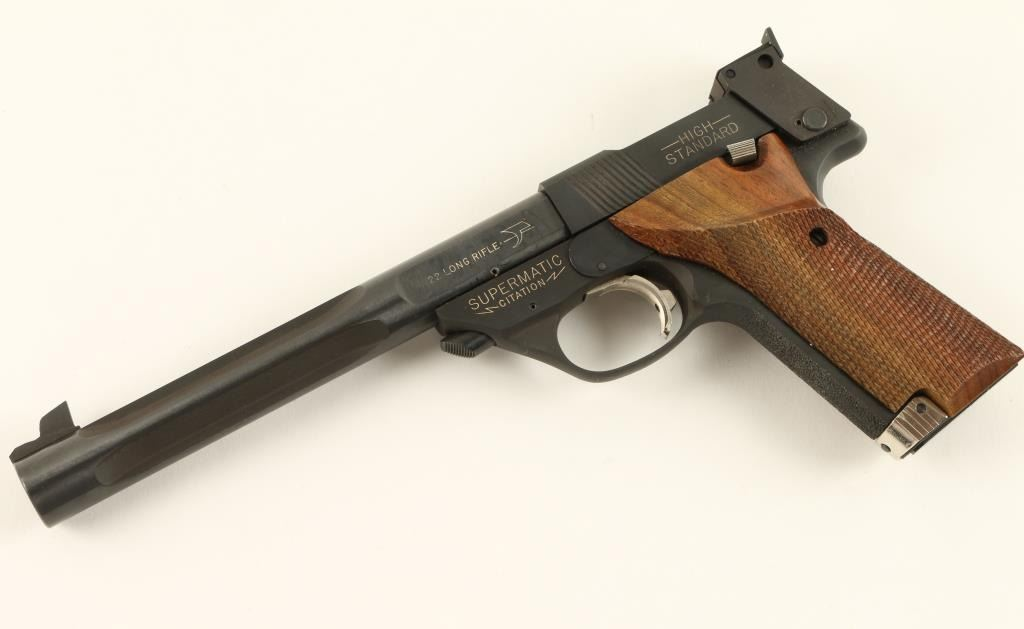 HIGH
STANDARD
22 LONG RIFLE
SUPERMATIC
CITATION